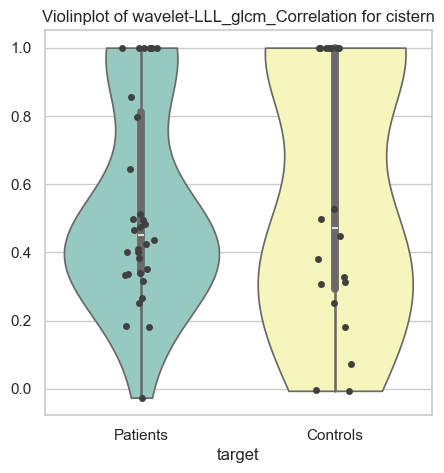 Violinplot of wavelet-LLL_glcm_Correlation for cistern
1.0
0.8
0.6
0.4
0.2
0.0
Patients
Controls
target